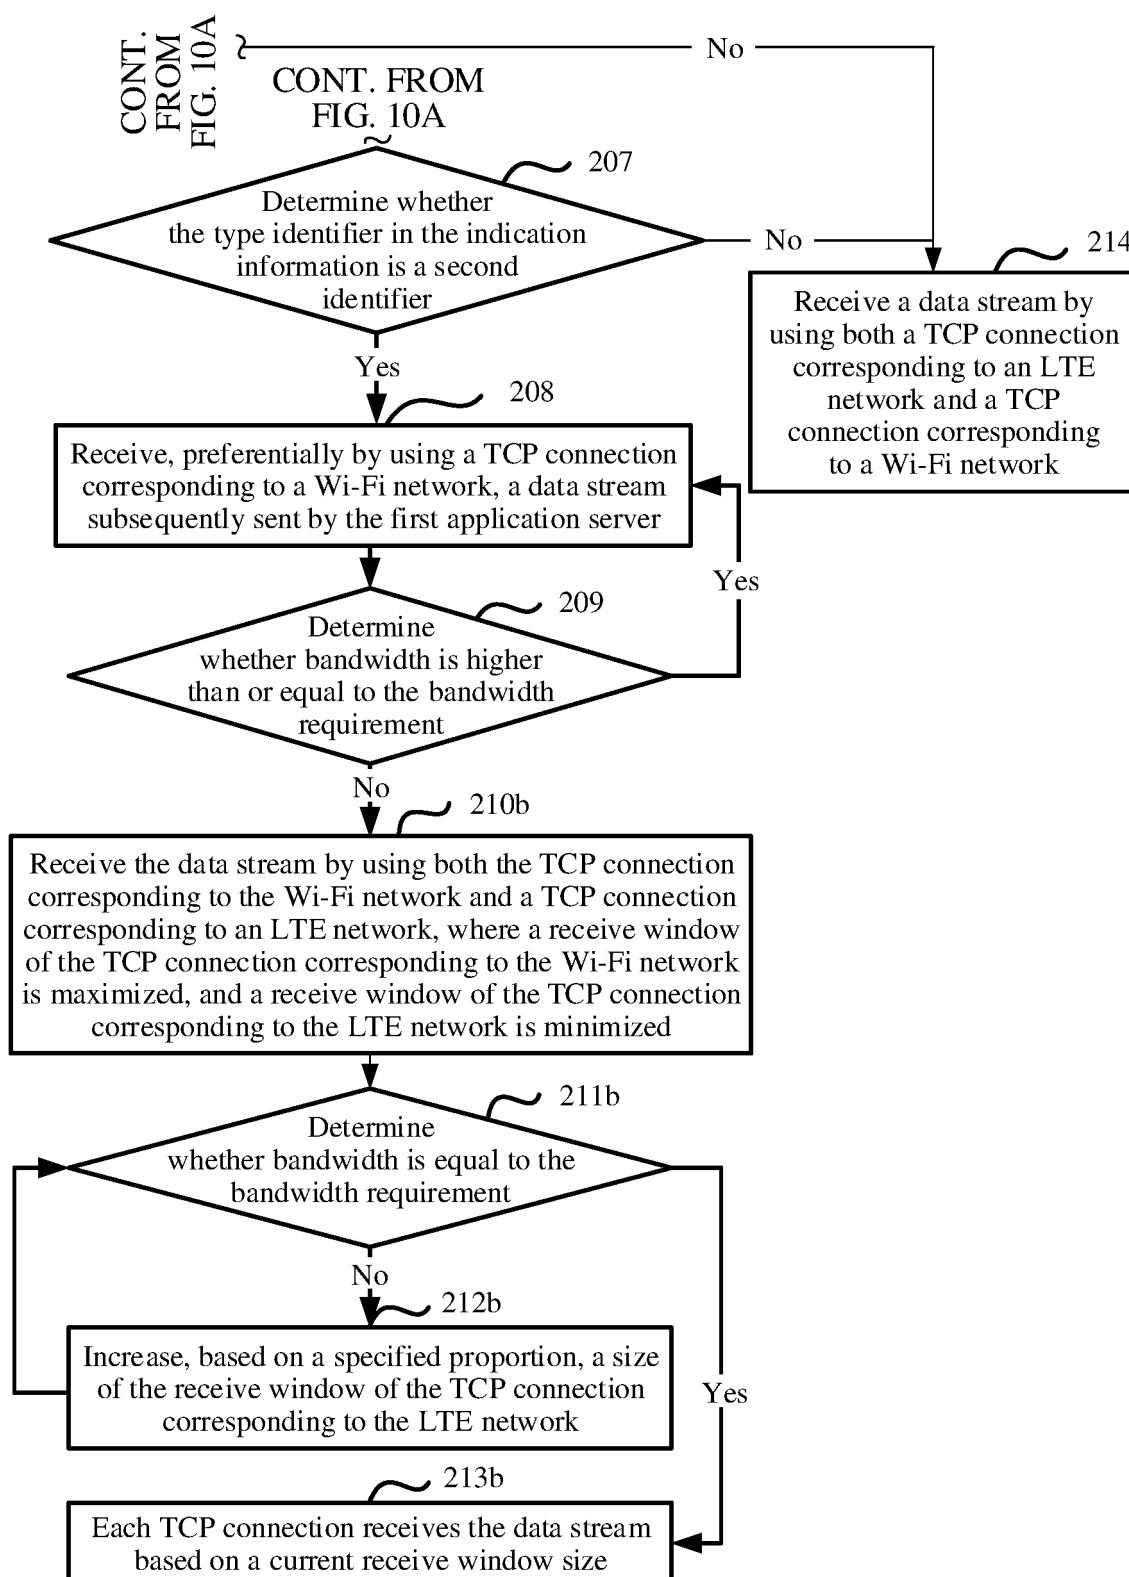 CONT.
FROM
FIG. 10A
No
CONT. FROM
FIG. 10A
207
Determine whether
the type identifier in the indication
information is a second
identifier
No
214
Receive a data stream by
using both a TCP connection
corresponding to an LTE
network and a TCP
connection corresponding
to a Wi-Fi network
Yes
208
Receive, preferentially by using a TCP connection
corresponding to a Wi-Fi network, a data stream
subsequently sent by the first application server
Yes
209
Determine
whether bandwidth is higher
than or equal to the bandwidth
requirement
No
210b
Receive the data stream by using both the TCP connection
corresponding to the Wi-Fi network and a TCP connection
corresponding to an LTE network, where a receive window
of the TCP connection corresponding to the Wi-Fi network
is maximized, and a receive window of the TCP connection
corresponding to the LTE network is minimized
211b
Determine
whether bandwidth is equal to the
bandwidth requirement
No
212b
Increase, based on a specified proportion, a size
of the receive window of the TCP connection
corresponding to the LTE network
Yes
213b
Each TCP connection receives the data stream
based on a current receive window size